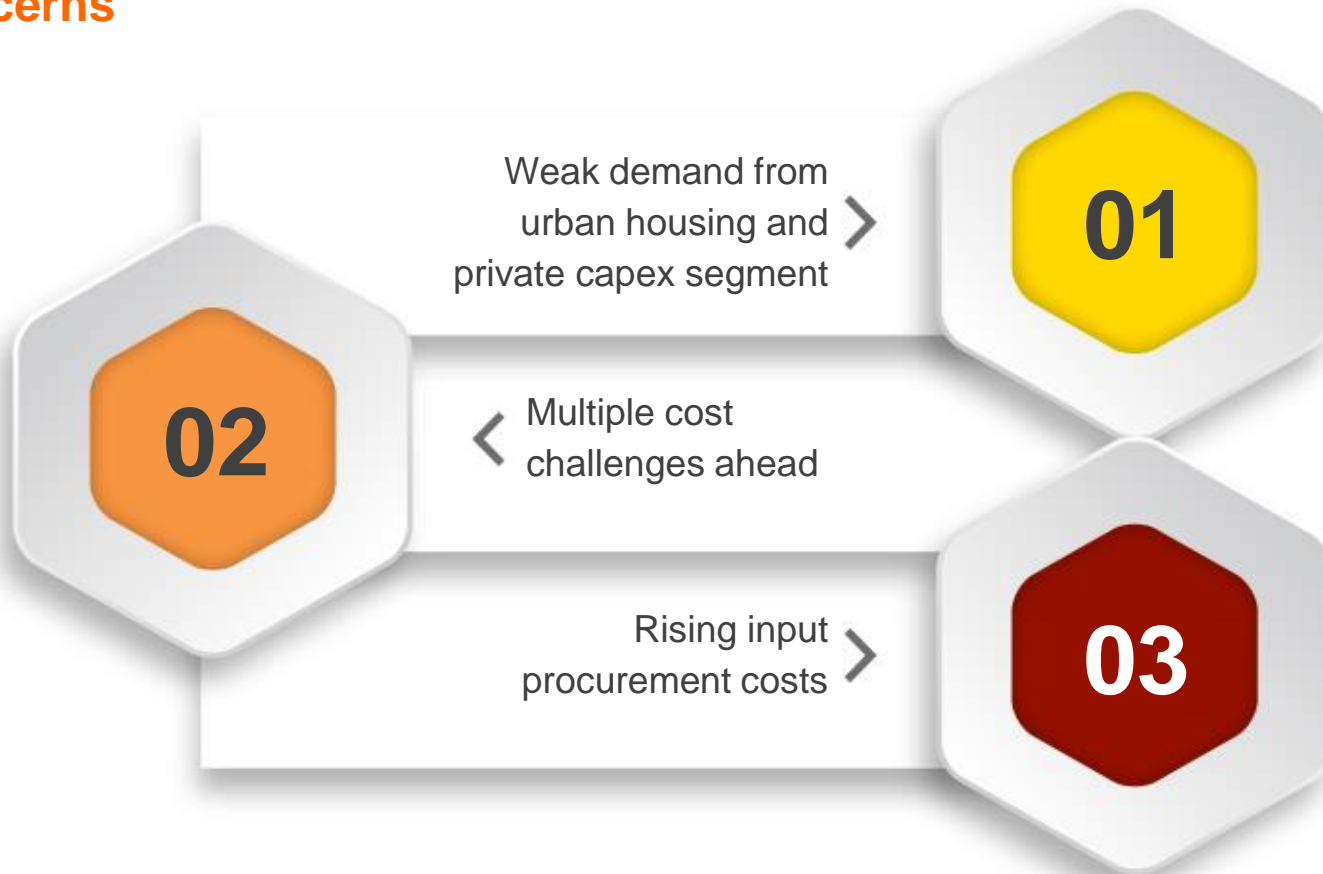 01
Weak demand from
urban housing and
private capex segment
02
Multiple cost
challenges ahead
03
Rising input
procurement costs